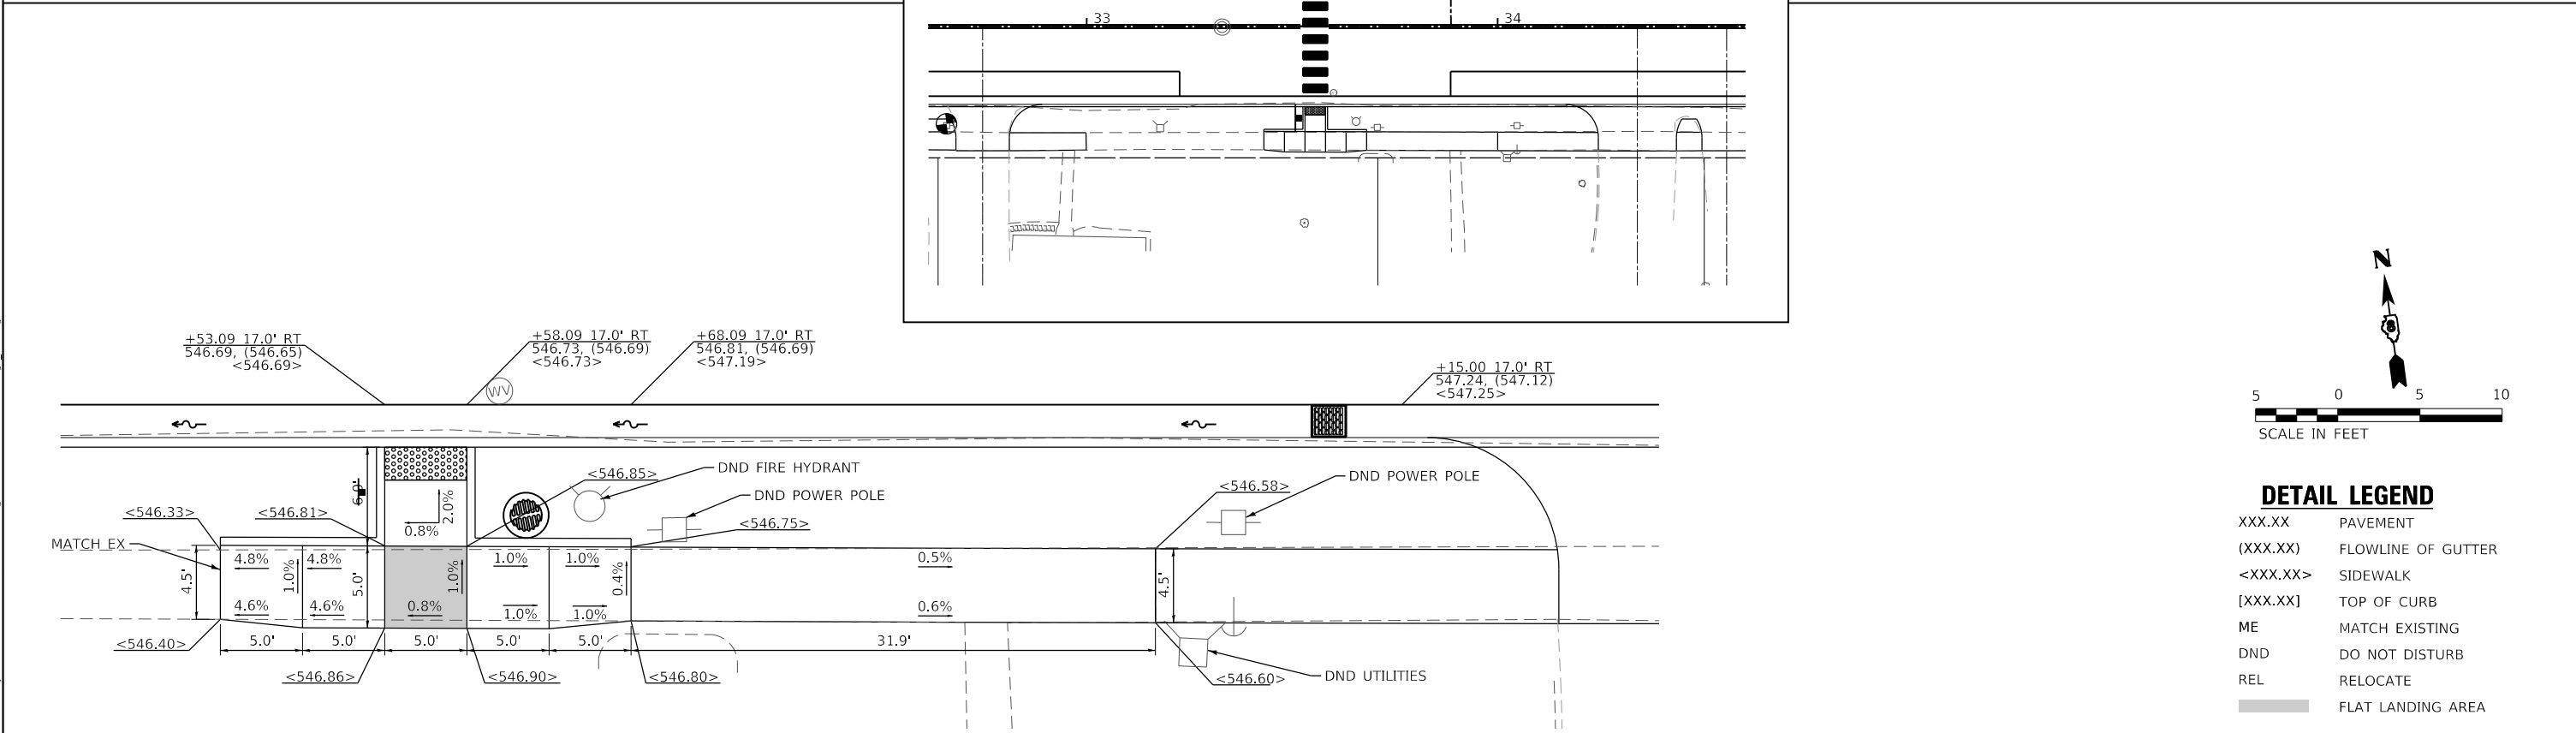 33
34
+53.09 17.0' RT
546.69, (546.65)
<546.69>
+58.09 17.0' RT
546.73, (546.69)
<546.73>
+68.09 17.0' RT
546.81, (546.69)
<547.19>
+15.00 17.0' RT
547.24, (547.12)
<547.25>
WV
N
5 0 5 10
SCALE IN FEET
<546.33>
MATCH EX
<546.81>
6.0'
2.0%
0.8%
<546.85>
DND FIRE HYDRANT
DND POWER POLE
<546.75>
<546.58>
DND POWER POLE
4.5'
4.8%
1.0%
4.8%
5.0'
1.0%
1.0%
1.0%
0.4%
0.5%
4.5'
4.6%
4.6%
0.8%
1.0%
1.0%
0.6%
<546.40>
5.0'
5.0'
5.0'
5.0'
5.0'
31.9'
<546.86>
<546.90>
<546.80>
<546.60>
DND UTILITIES
DETAIL LEGEND
XXX.XX PAVEMENT
(XXX.XX) FLOWLINE OF GUTTER
<XXX.XX> SIDEWALK
[XXX.XX] TOP OF CURB
ME MATCH EXISTING
DND DO NOT DISTURB
REL RELOCATE
FLAT LANDING AREA